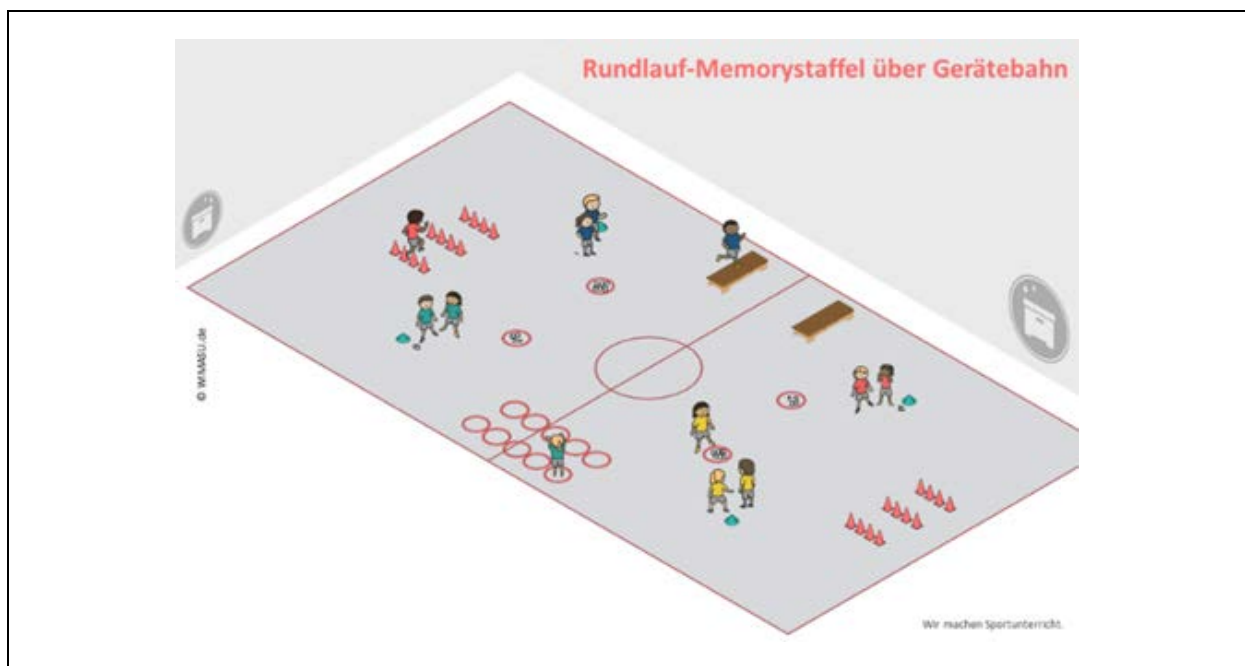 Rundlauf-Memorystaffel über Gerätebahn
© WIMASU.de
Wir machen Sportunterricht.